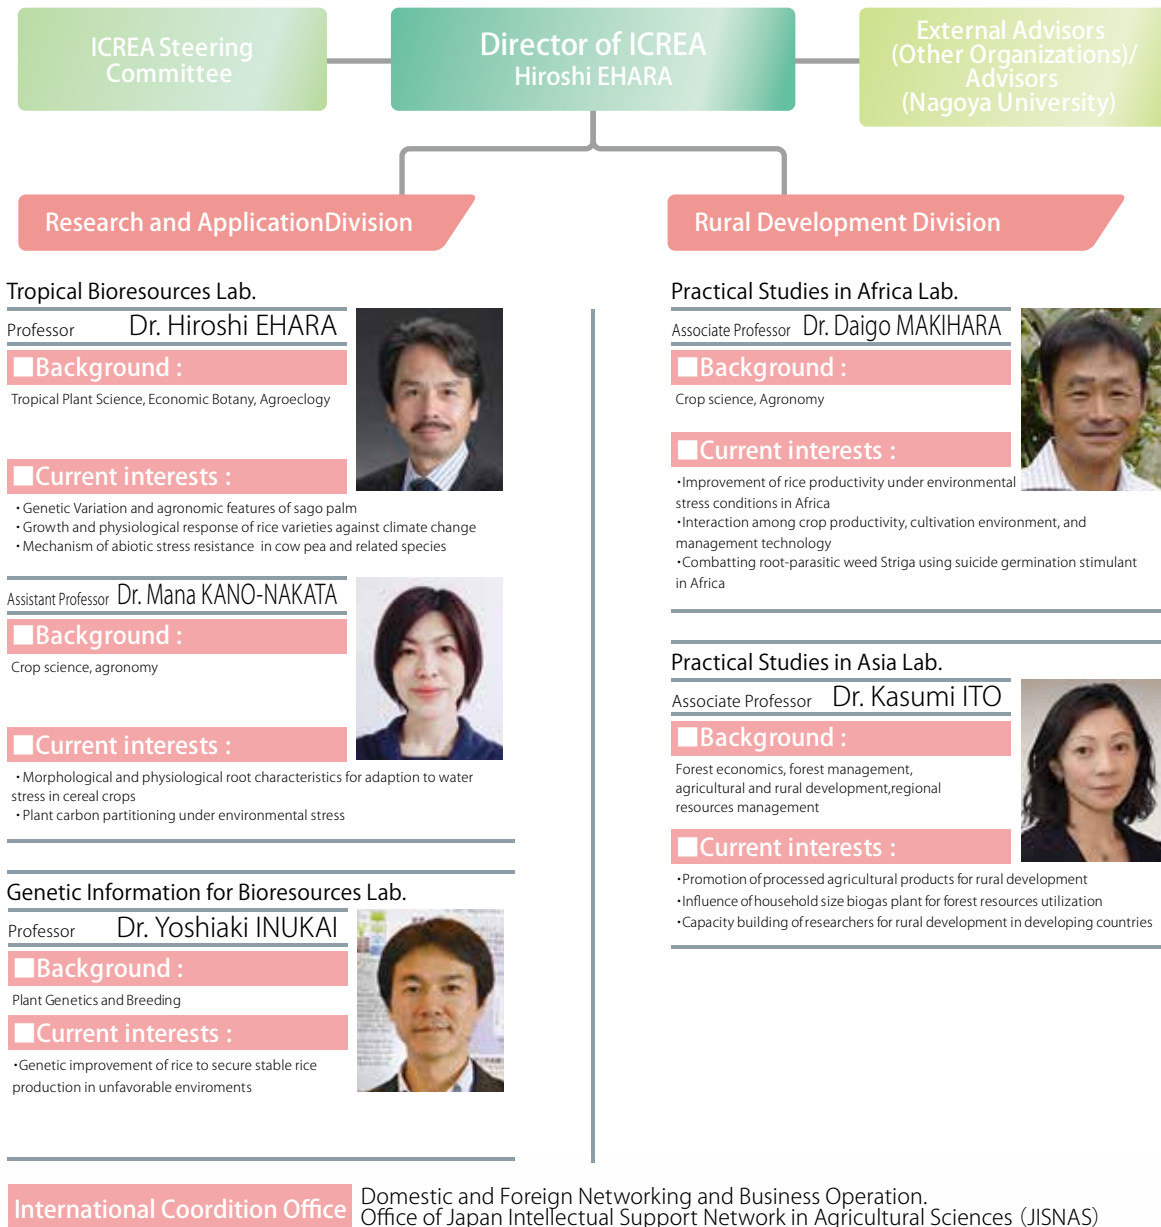 ICREA Steering
Committee
Director of ICREA
Hiroshi EHARA
External Advisors
(Other Organizations)/
Advisors
(Nagoya University)
Research and ApplicationDivision
Tropical Bioresources Lab.
Professor Dr. Hiroshi EHARA
■Background :
Tropical Plant Science, Economic Botany, Agroeclogy
■Current interests :
・Genetic Variation and agronomic features of sago palm
・Growth and physiological response of rice varieties against climate change
・Mechanism of abiotic stress resistance in cow pea and related species
Assistant Professor Dr. Mana KANO-NAKATA
■Background :
Crop science, agronomy
■Current interests :
・Morphological and physiological root characteristics for adaption to water
stress in cereal crops
・Plant carbon partitioning under environmental stress
Genetic Information for Bioresources Lab.
Professor Dr. Yoshiaki INUKAI
■Background :
Plant Genetics and Breeding
■Current interests :
・Genetic improvement of rice to secure stable rice
production in unfavorable enviroments
Rural Development Division
Practical Studies in Africa Lab.
Associate Professor Dr. Daigo MAKIHARA
■Background :
Crop science, Agronomy
■Current interests :
・Improvement of rice productivity under environmental
stress conditions in Africa
・Interaction among crop productivity, cultivation environment, and
management technology
・Combatting root-parasitic weed Striga using suicide germination stimulant
in Africa
Practical Studies in Asia Lab.
Associate Professor Dr. Kasumi ITO
■Background :
Forest economics, forest management,
agricultural and rural development,regional
resources management
■Current interests :
・Promotion of processed agricultural products for rural development
・Influence of household size biogas plant for forest resources utilization
・Capacity building of researchers for rural development in developing countries
International Coordition Office
Domestic and Foreign Networking and Business Operation.
Office of Japan Intellectual Support Network in Agricultural Sciences（JISNAS）